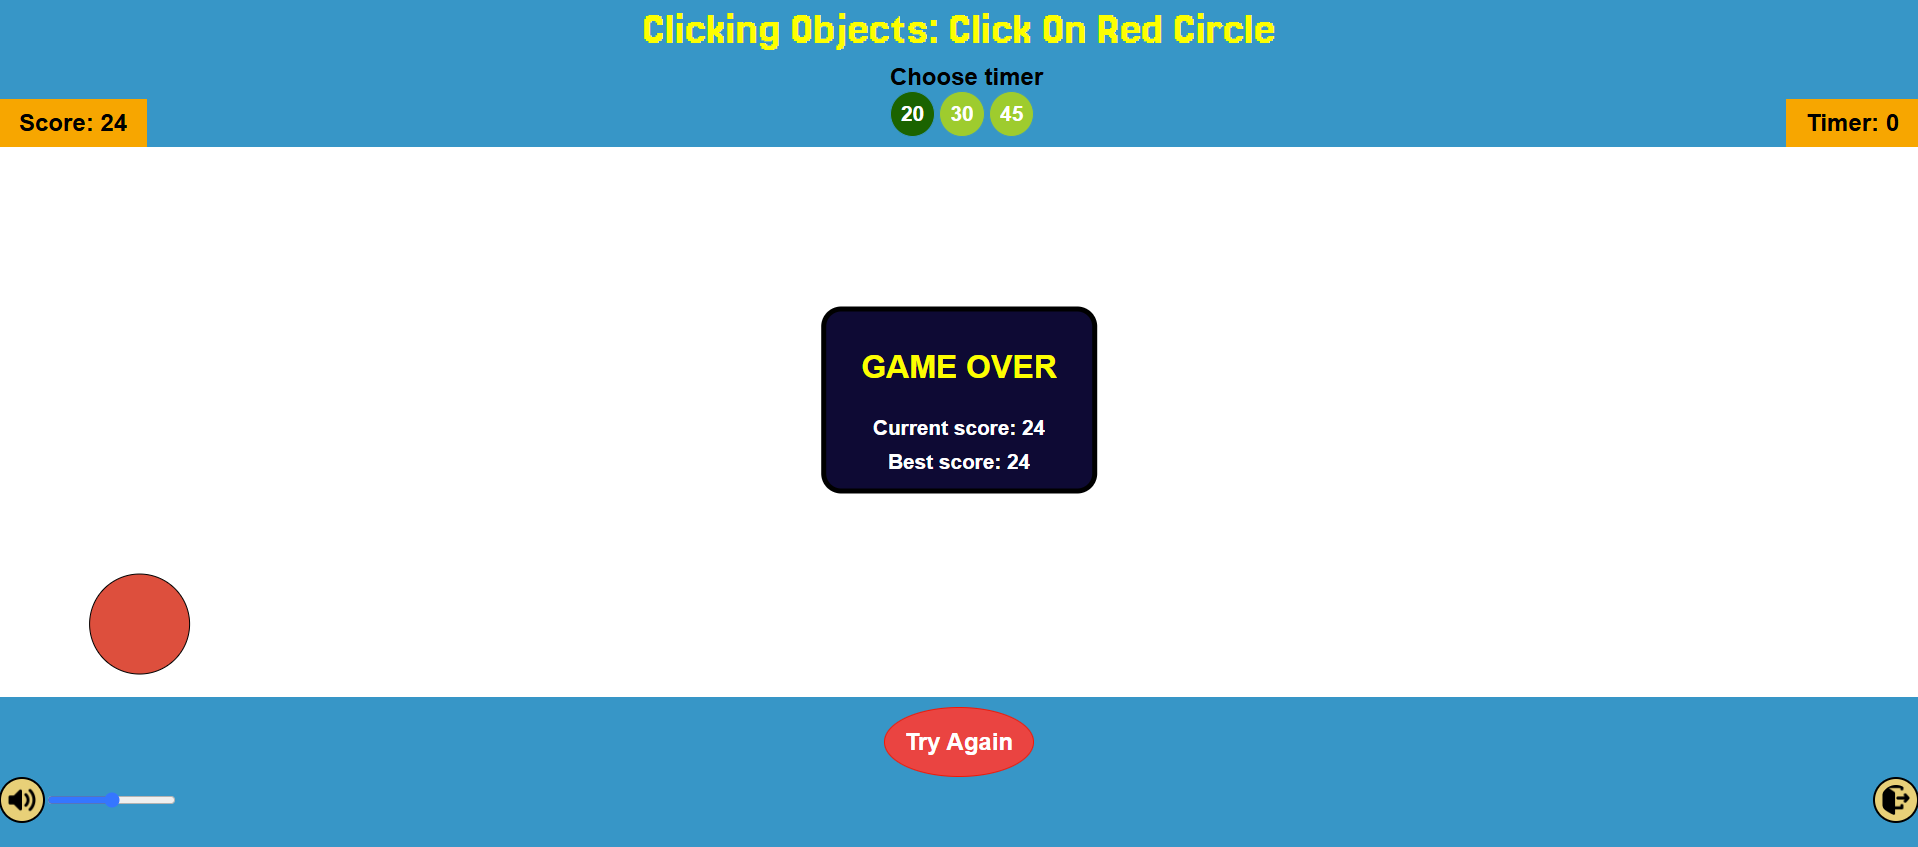 Clicking Objects: Click On Red Circle
Choose timer
20 30 45
Score: 24
Timer: 0
GAME OVER
Current score: 24
Best score: 24
Try Again